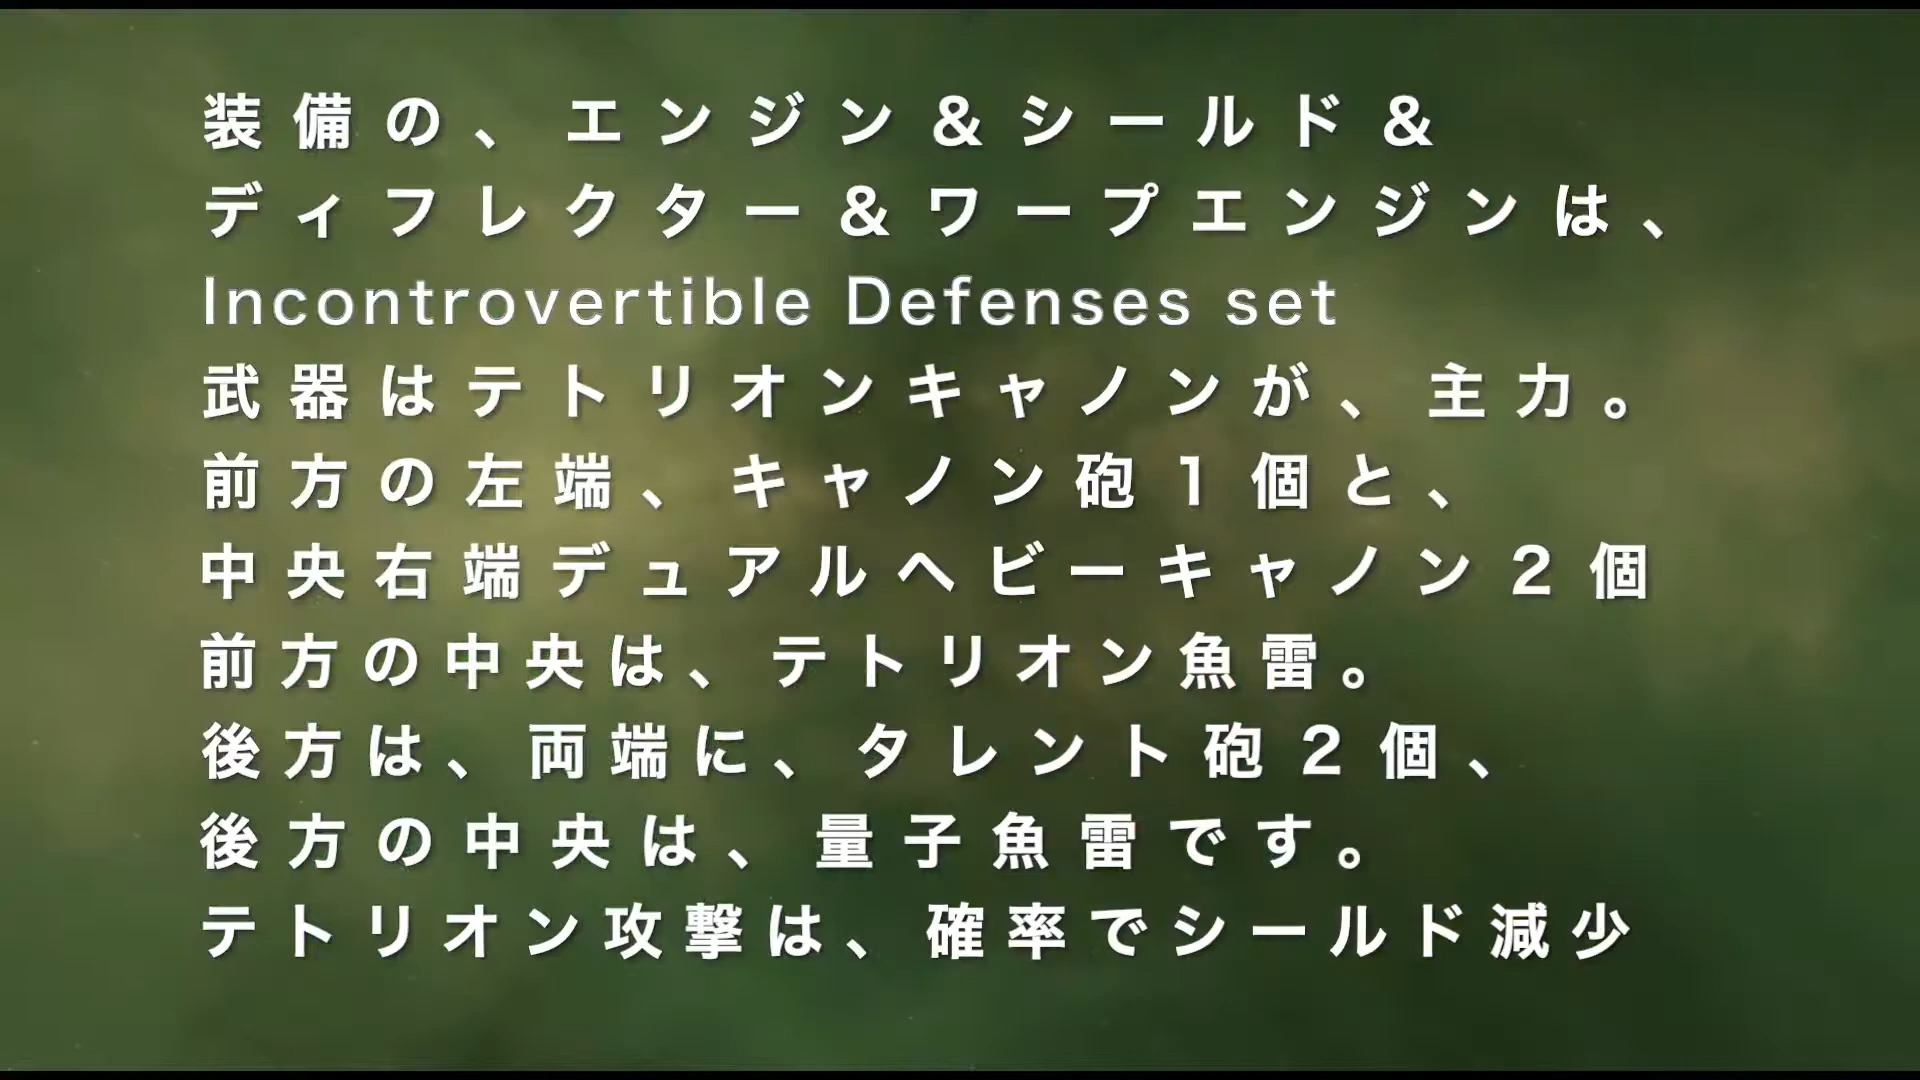 装備の、エンジン&シールド&
ディフレクター&ワープエンジンは、
Incontrovertible Defenses set
武器はテトリオンキャノンが、主力。
前方の左端、キャノン砲１個と、
中央右端デュアルヘビーキャノン２個
前方の中央は、テトリオン魚雷。
後方は、両端に、タレント砲２個、
後方の中央は、量子魚雷です。
テトリオン攻撃は、確率でシールド減少